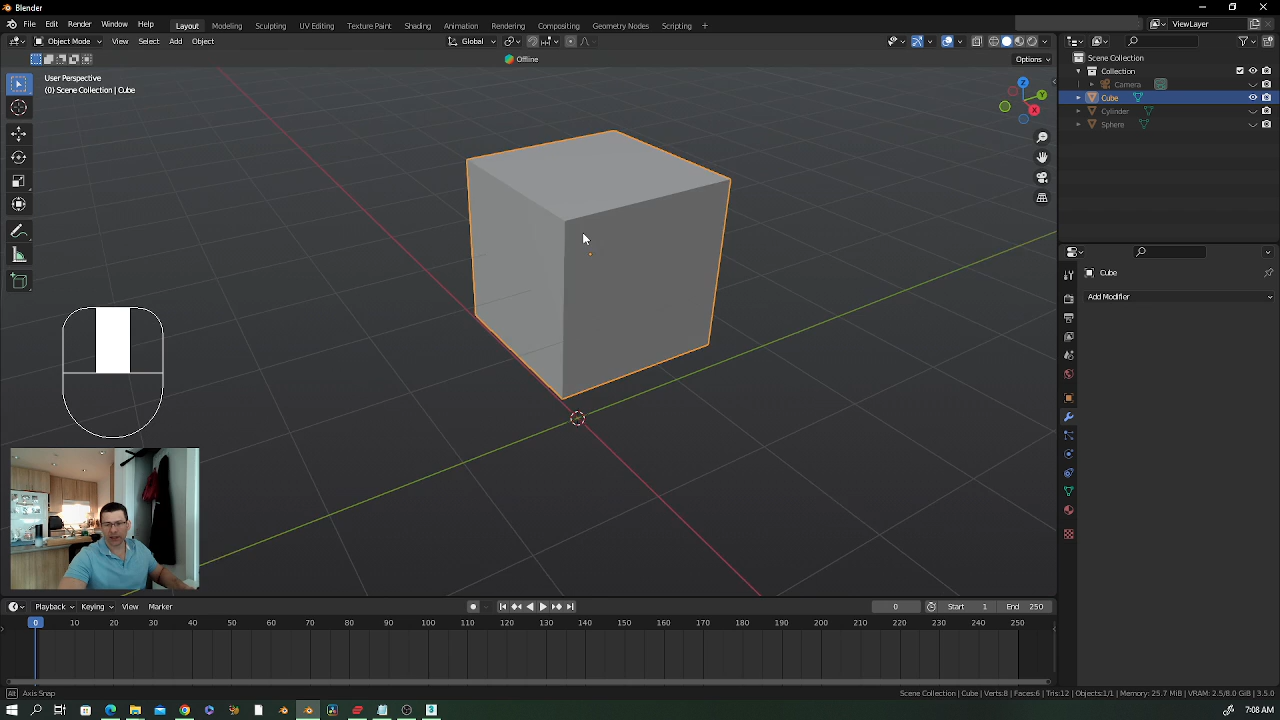 Blender
File Edit Render Window Help Layout Modeling Sculpting UV Editing Texture Paint Shading Animation Rendering Compositing Geometry Nodes Scripting + ViewLayer
Object Mode View Select Add Object Global
Offline Options
User Perspective
(0) Scene Collection | Cube
Z
Y
X
Scene Collection
Collection
Camera
Cube
Cylinder
Sphere
Cube
Add Modifier
Playback Keying View Marker 0 Start 1 End 250
0 10 20 30 40 50 60 70 80 90 100 110 120 130 140 150 160 170 180 190 200 210 220 230 240 250
Alt Axis Snap Scene Collection | Cube | Verts:8 | Faces:6 | Tris:12 | Objects:1/1 | Memory: 25.7 MiB | VRAM: 2.5/8.0 GiB | 3.5.0
7:08 AM